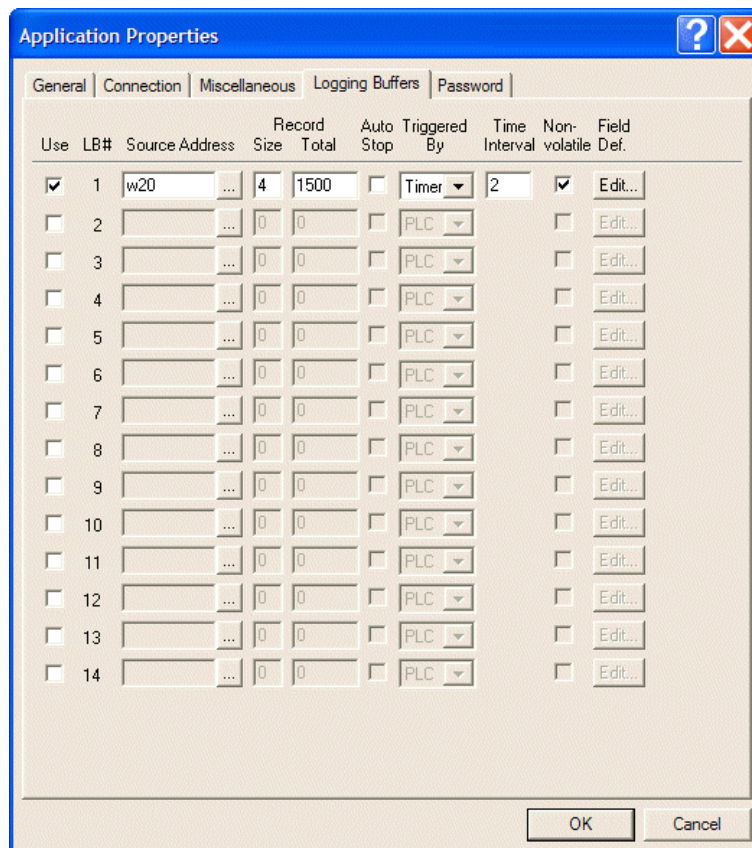 Application Properties
General Connection Miscellaneous Logging Buffers Password
Record Auto Triggered Time Non- Field
Use LB# Source Address Size Total Stop By Interval volatile Def.
1 w20 ... 4 1500 Timer 2 Edit...
2 ... 0 0 PLC Edit...
3 ... 0 0 PLC Edit...
4 ... 0 0 PLC Edit...
5 ... 0 0 PLC Edit...
6 ... 0 0 PLC Edit...
7 ... 0 0 PLC Edit...
8 ... 0 0 PLC Edit...
9 ... 0 0 PLC Edit...
10 ... 0 0 PLC Edit...
11 ... 0 0 PLC Edit...
12 ... 0 0 PLC Edit...
13 ... 0 0 PLC Edit...
14 ... 0 0 PLC Edit...
OK Cancel